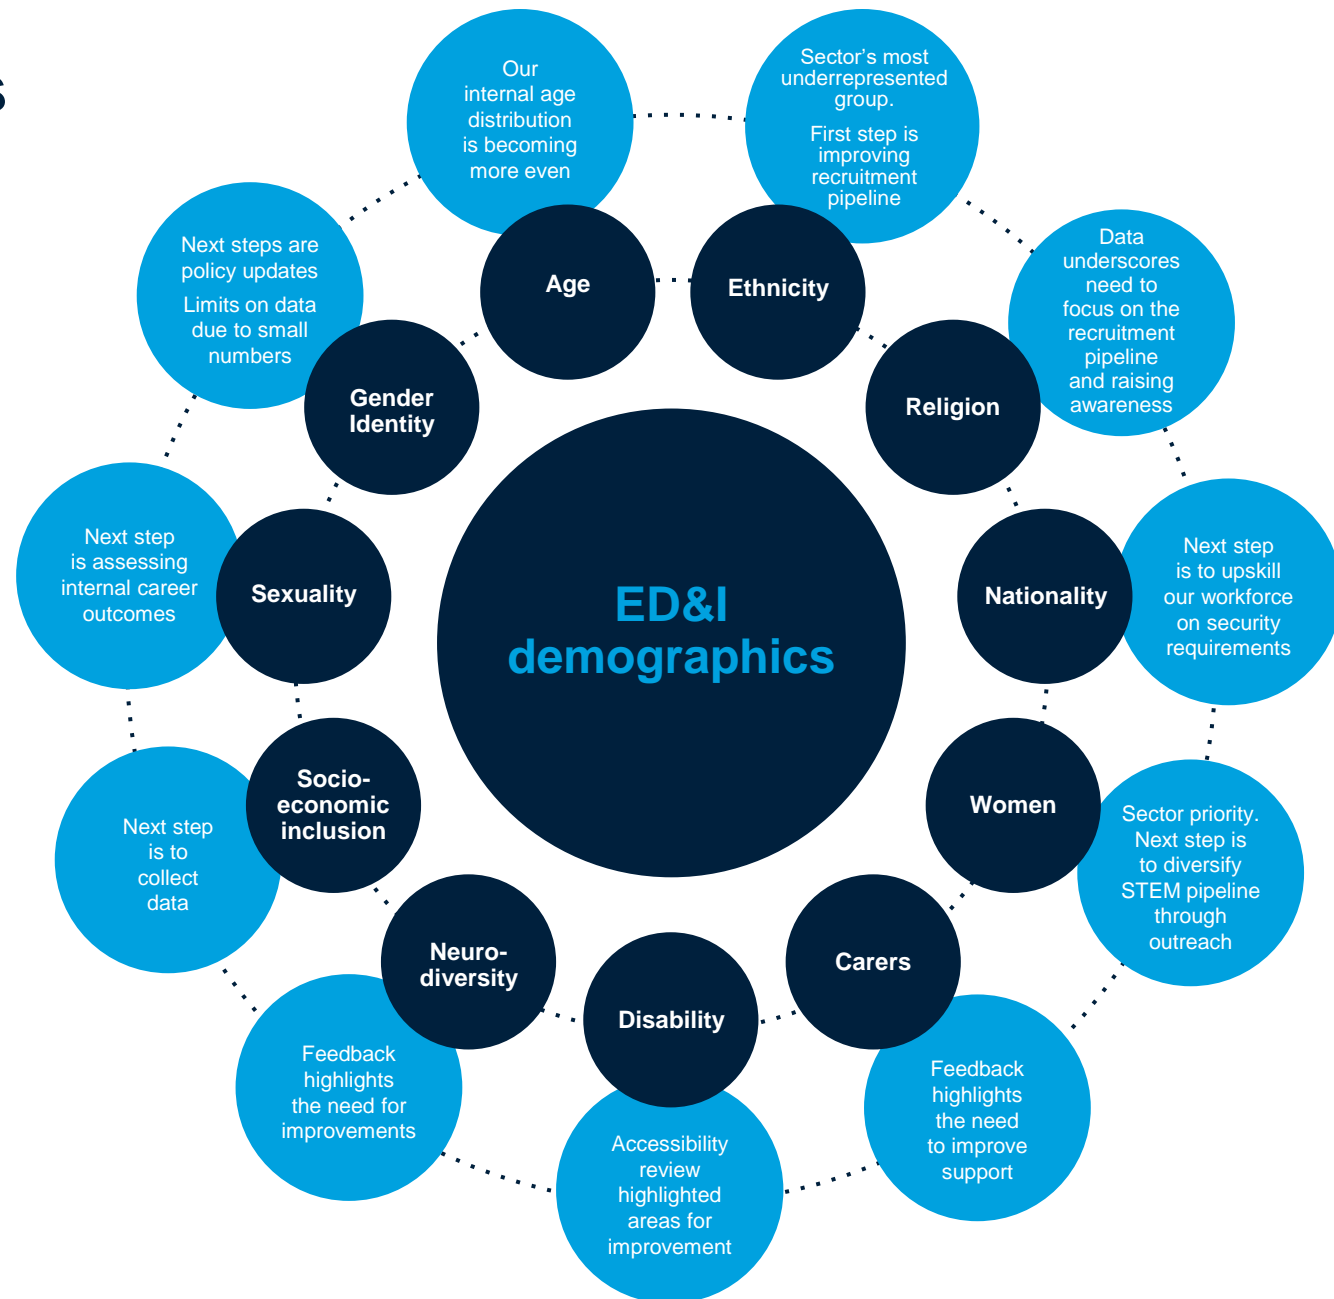 s
Our
internal age
distribution
is becoming
more even
Sector’s most
underrepresented
group.
First step is
improving
recruitment
pipeline
Next steps are
policy updates
Limits on data
due to small
numbers
Data
underscores
need to
focus on the
recruitment
pipeline
and raising
awareness
Age
Ethnicity
Gender
Identity
Religion
Next step
is assessing
internal career
outcomes
Sexuality
ED&I
demographics
Nationality
Next step
is to upskill
our workforce
on security
requirements
Socio-
economic
inclusion
Women
Next step
is to
collect
data
Sector priority.
Next step is
to diversify
STEM pipeline
through
outreach
Neuro-
diversity
Carers
Disability
Feedback
highlights
the need for
improvements
Accessibility
review
highlighted
areas for
improvement
Feedback
highlights
the need
to improve
support